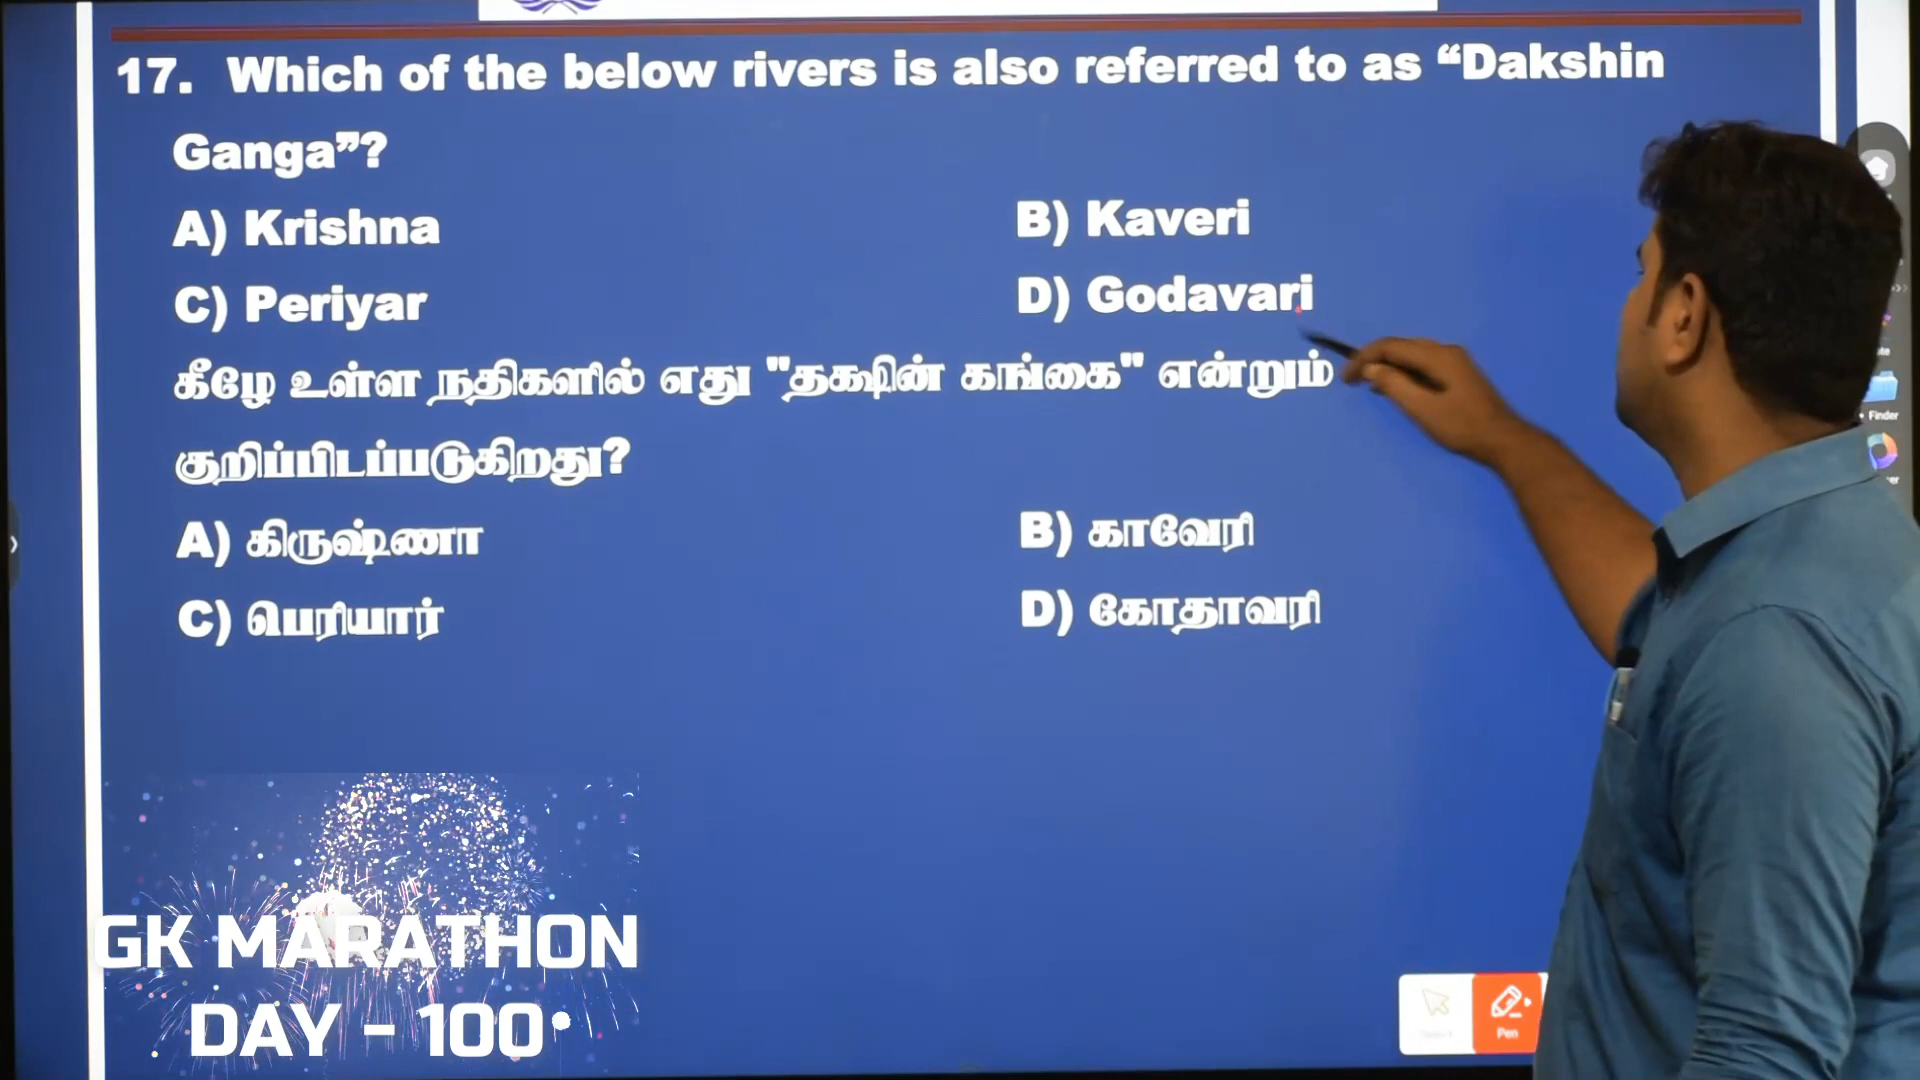 17. Which of the below rivers is also referred to as “Dakshin
Ganga”?
A) Krishna
B) Kaveri
C) Periyar
D) Godavari
கீழே உள்ள நதிகளில் எது "தக்ஷின் கங்கை" என்றும்
குறிப்பிடப்படுகிறது?
A) கிருஷ்ணா
B) காவேரி
C) பெரியார்
D) கோதாவரி
Finder
Pen
GK MARATHON
DAY - 100